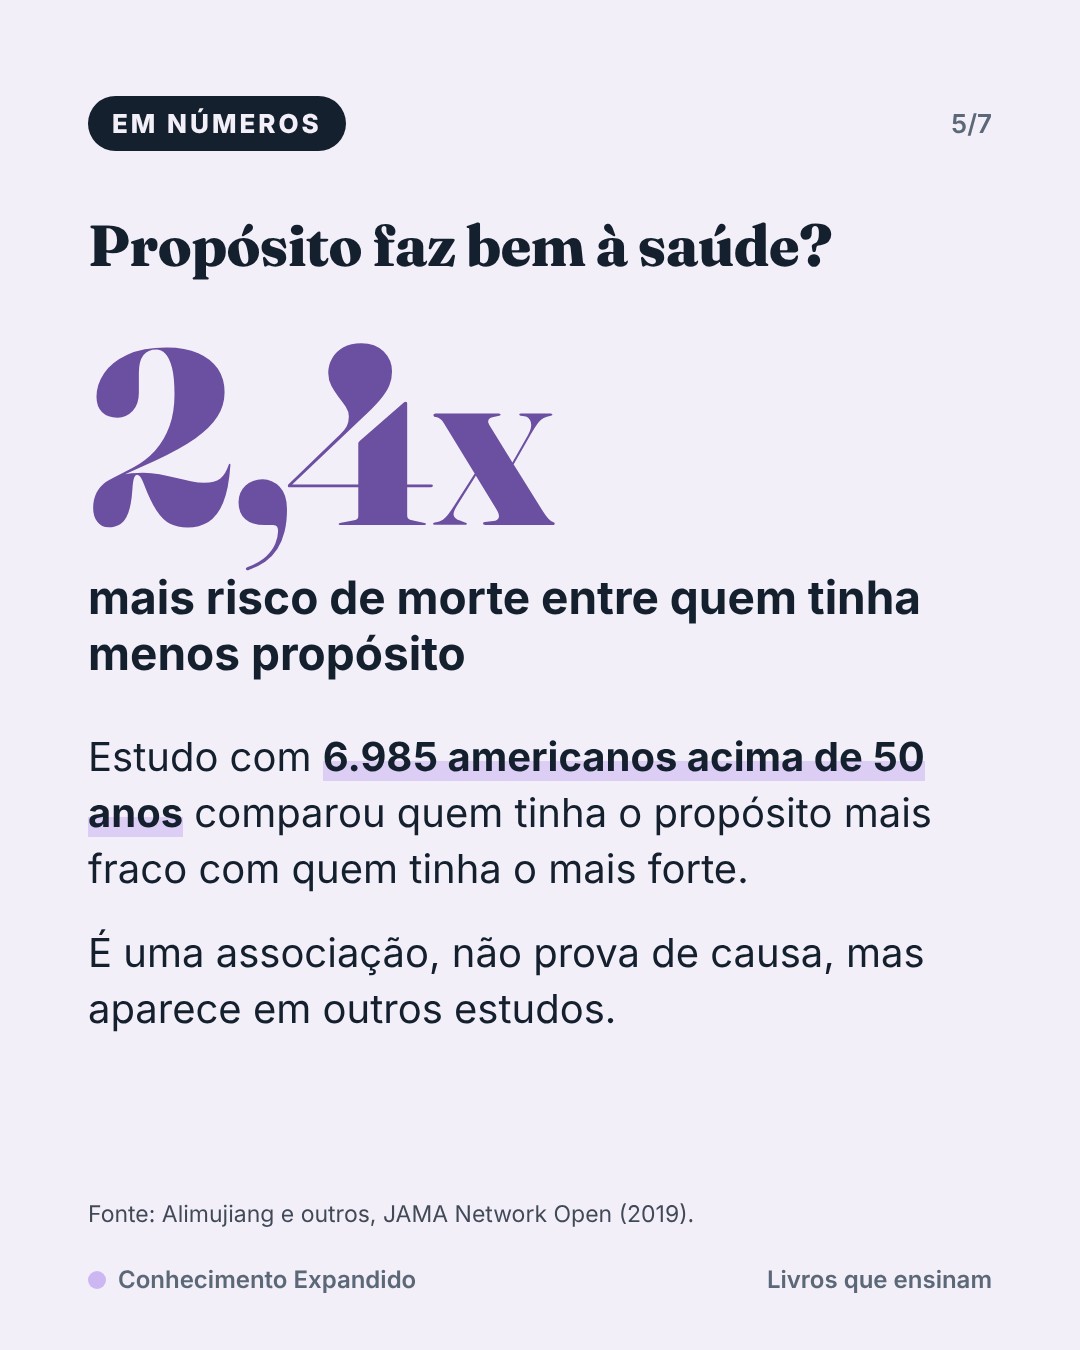 EM NÚMEROS
5/7
Propósito faz bem à saúde?
2,4x
mais risco de morte entre quem tinha
menos propósito
Estudo com 6.985 americanos acima de 50
anos comparou quem tinha o propósito mais
fraco com quem tinha o mais forte.
É uma associação, não prova de causa, mas
aparece em outros estudos.
Fonte: Alimujiang e outros, JAMA Network Open (2019).
Conhecimento Expandido
Livros que ensinam